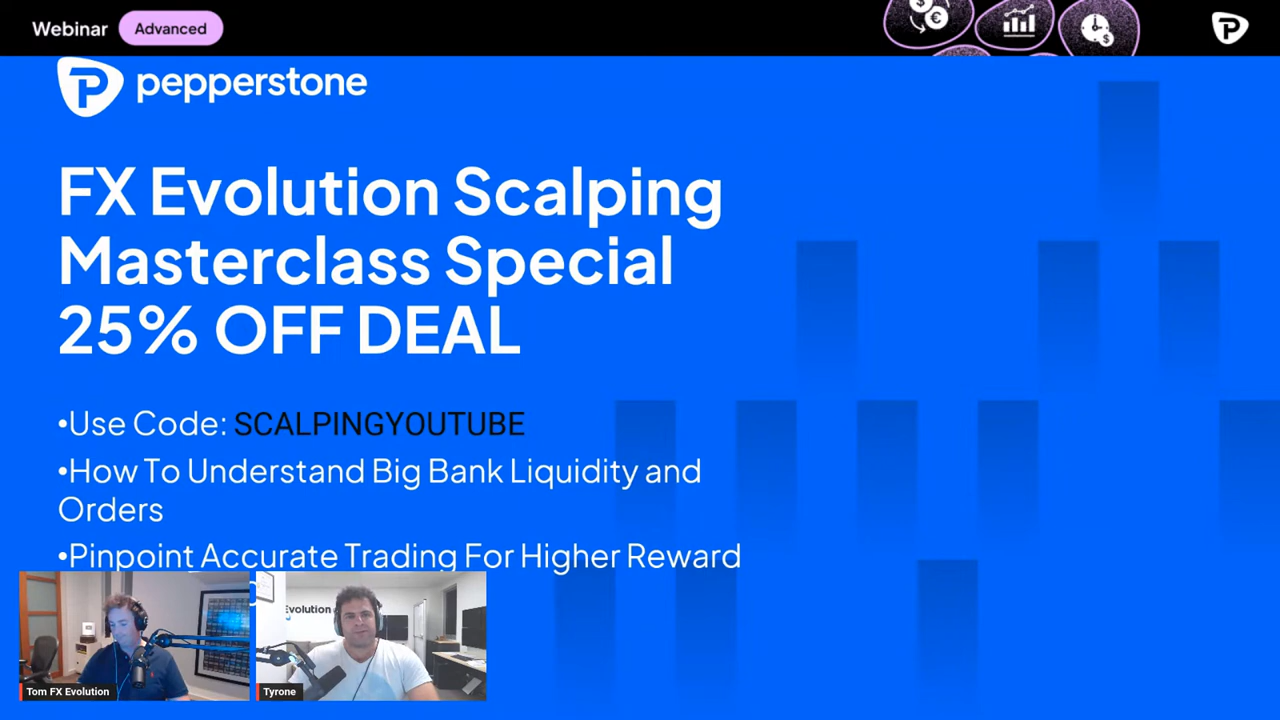 Webinar
Advanced
pepperstone
FX Evolution Scalping
Masterclass Special
25% OFF DEAL
•Use Code: SCALPINGYOUTUBE
•How To Understand Big Bank Liquidity and
Orders
•Pinpoint Accurate Trading For Higher Reward
Evolution
Tom FX Evolution
Tyrone